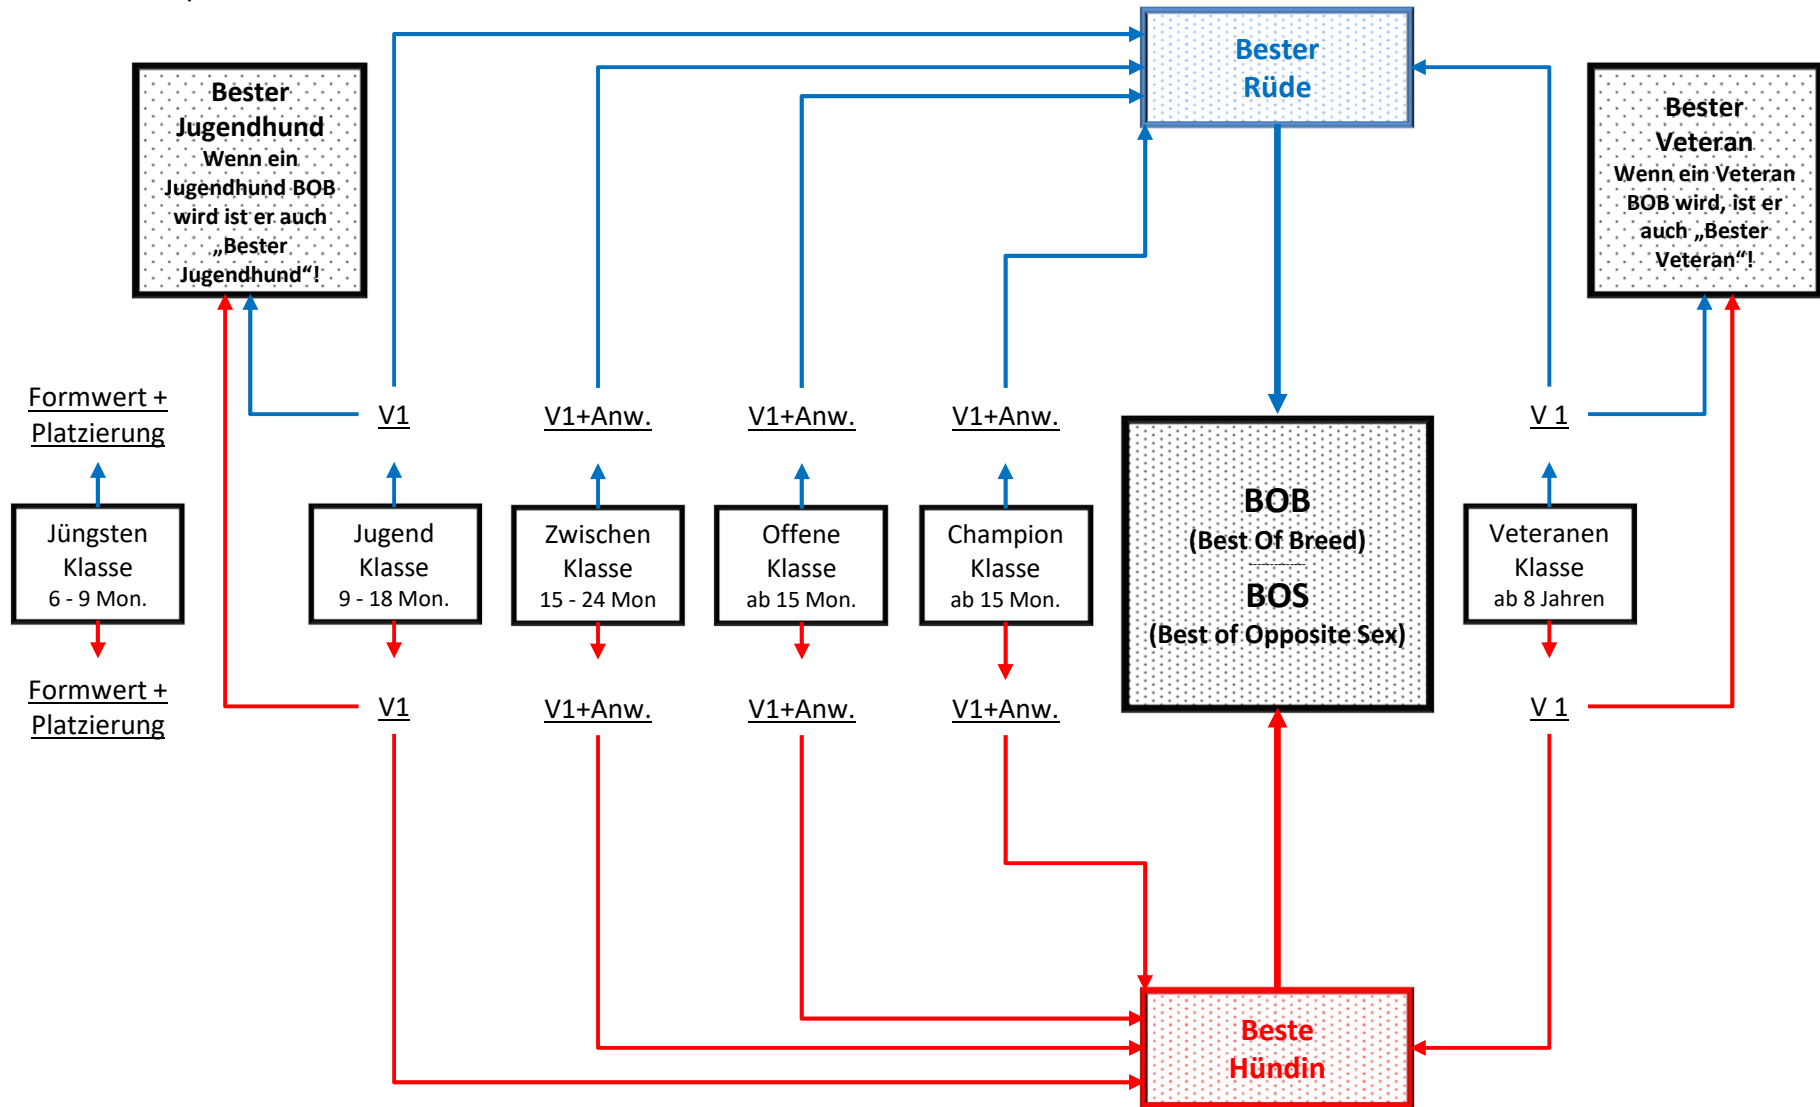 Bester
Rüde
Bester
Jugendhund
Wenn ein
Jugendhund BOB
wird ist er auch
„Bester
Jugendhund“!
Bester
Veteran
Wenn ein Veteran
BOB wird, ist er
auch „Bester
Veteran“!
Formwert +
Platzierung
V1
V1+Anw.
V1+Anw.
V1+Anw.
V 1
Jüngsten
Klasse
6 - 9 Mon.
Jugend
Klasse
9 - 18 Mon.
Zwischen
Klasse
15 - 24 Mon
Offene
Klasse
ab 15 Mon.
Champion
Klasse
ab 15 Mon.
BOB
(Best Of Breed)
--------------
BOS
(Best of Opposite Sex)
Veteranen
Klasse
ab 8 Jahren
Formwert +
Platzierung
V1
V1+Anw.
V1+Anw.
V1+Anw.
V 1
Beste
Hündin